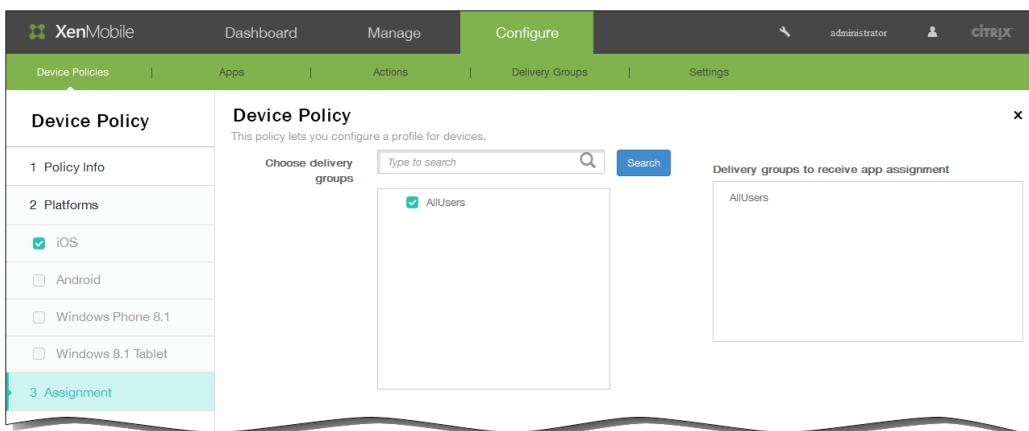 XenMobile Dashboard Manage Configure administrator CITRIX
Device Policies | Apps | Actions | Delivery Groups | Settings
Device Policy
1 Policy Info
2 Platforms
iOS
Android
Windows Phone 8.1
Windows 8.1 Tablet
3 Assignment
Device Policy x
This policy lets you configure a profile for devices.
Choose delivery
groups
Type to search Search
AllUsers
Delivery groups to receive app assignment
AllUsers